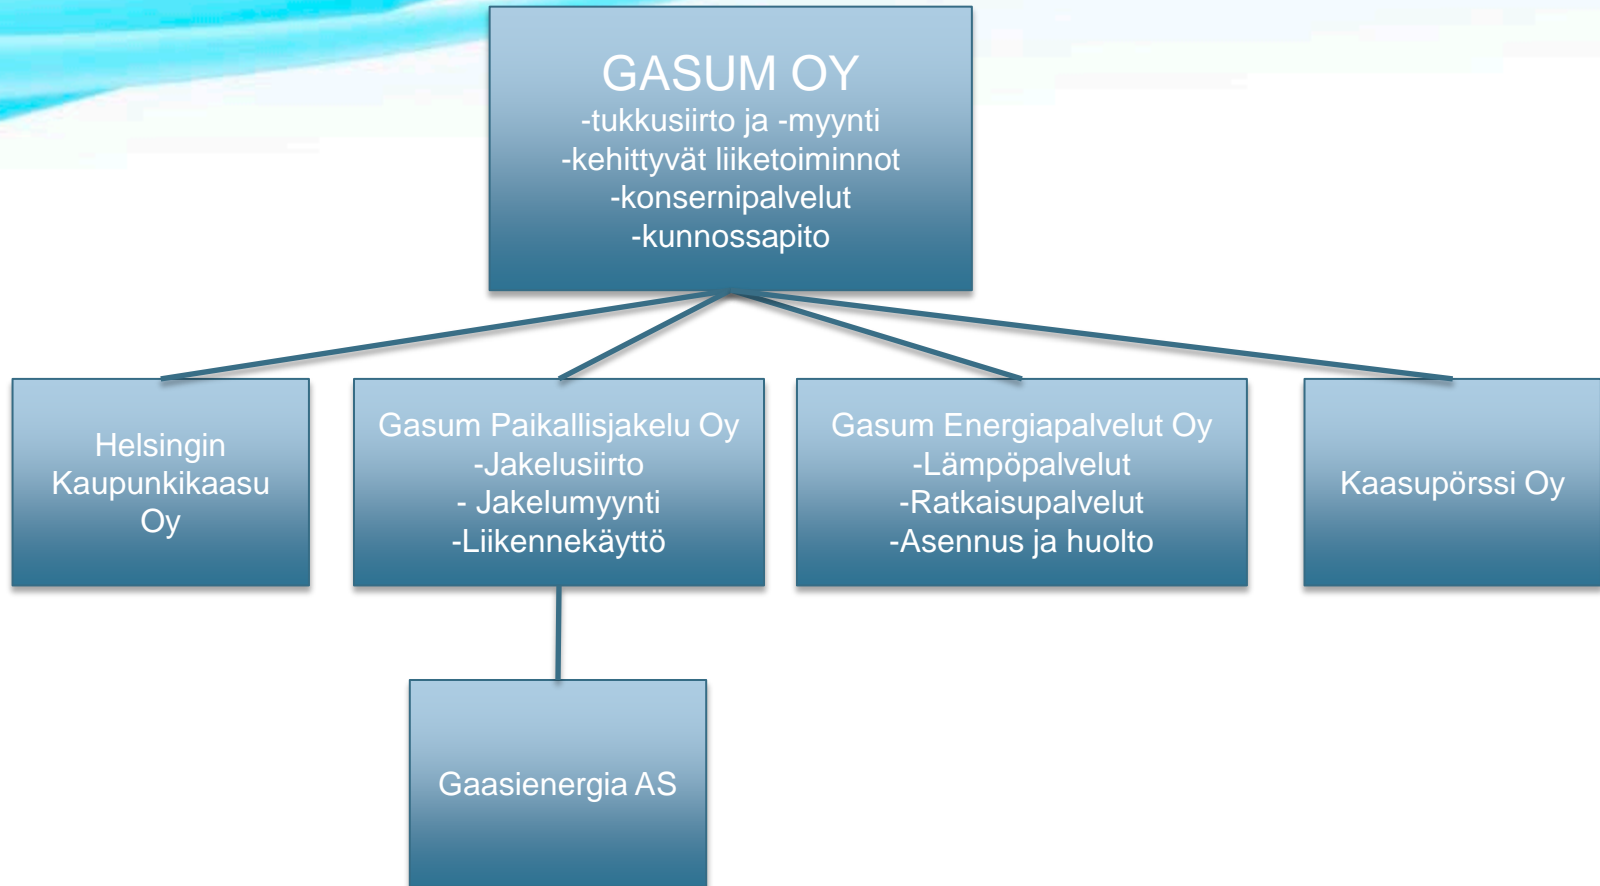 GASUM OY
-tukkusiirto ja -myynti
-kehittyvät liiketoiminnot
-konsernipalvelut
-kunnossapito
Helsingin
Kaupunkikaasu
Oy
Gasum Paikallisjakelu Oy
-Jakelusiirto
- Jakelumyynti
-Liikennekäyttö
Gasum Energiapalvelut Oy
-Lämpöpalvelut
-Ratkaisupalvelut
-Asennus ja huolto
Kaasupörssi Oy
Gaasienergia AS